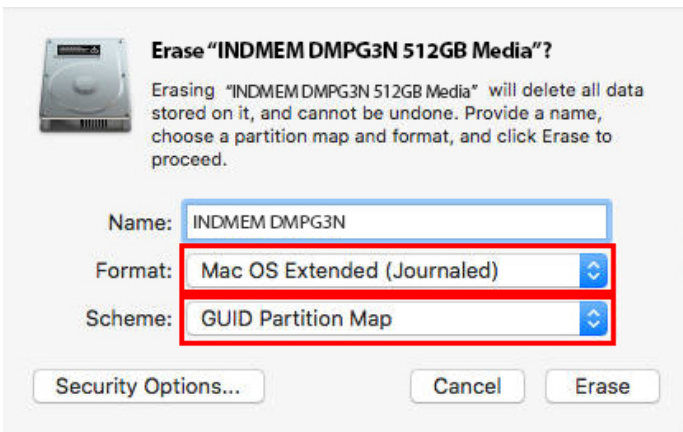 Erase “INDMEM DMPG3N 512GB Media”?
Erasing “INDMEM DMPG3N 512GB Media” will delete all data
stored on it, and cannot be undone. Provide a name,
choose a partition map and format, and click Erase to
proceed.
Name: INDMEM DMPG3N
Format: Mac OS Extended (Journaled)
Scheme: GUID Partition Map
Security Options... Cancel Erase